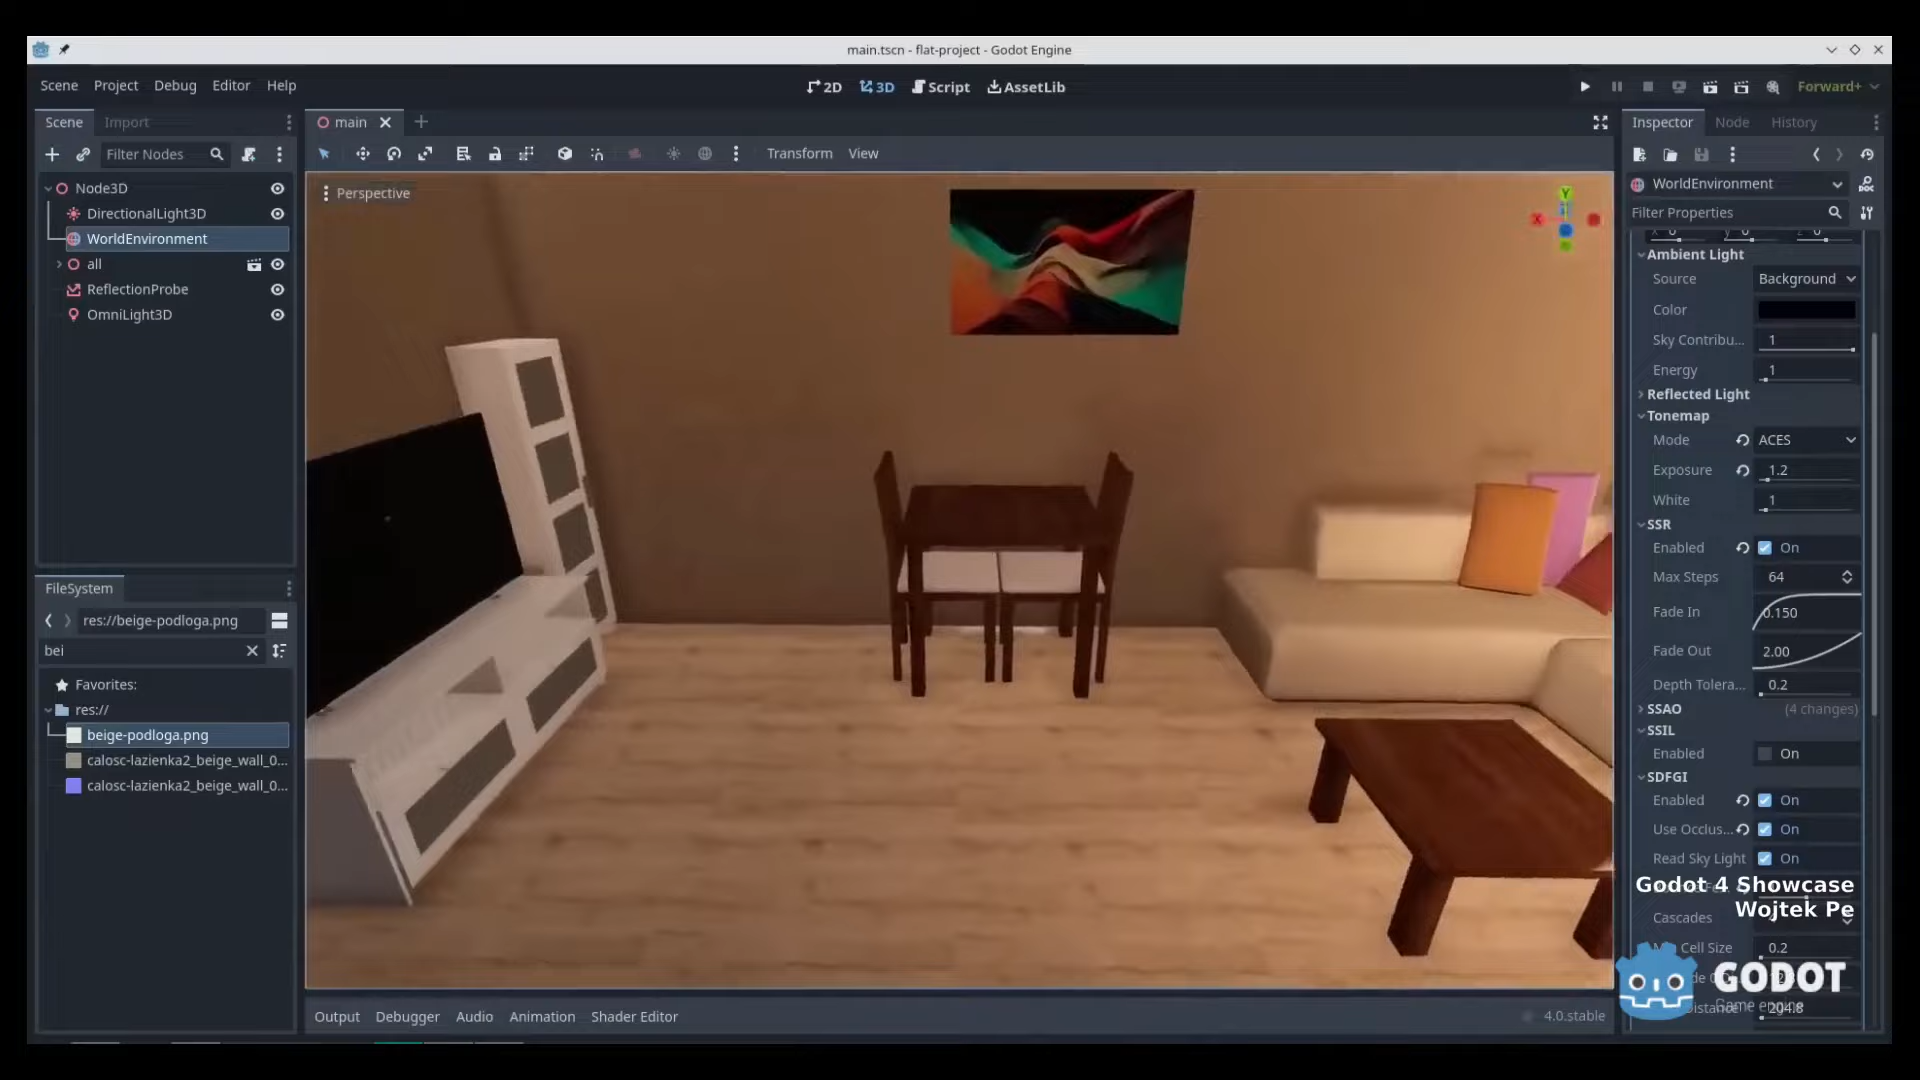 main.tscn - flat-project - Godot Engine
Scene Project Debug Editor Help
2D 3D Script AssetLib
Forward+
Scene Import
Filter Nodes
Node3D
DirectionalLight3D
WorldEnvironment
all
ReflectionProbe
OmniLight3D
FileSystem
res://beige-podloga.png
bei
Favorites:
res://
beige-podloga.png
calosc-lazienka2_beige_wall_0...
calosc-lazienka2_beige_wall_0...
main
Transform View
Perspective
Y
X
Output Debugger Audio Animation Shader Editor
4.0.stable
Inspector Node History
WorldEnvironment
DOC
Filter Properties
Ambient Light
Source Background
Color
Sky Contribu... 1
Energy 1
Reflected Light
Tonemap
Mode ACES
Exposure 1.2
White 1
SSR
Enabled On
Max Steps 64
Fade In 0.150
Fade Out 2.00
Depth Tolera... 0.2
SSAO (4 changes)
SSIL
Enabled On
SDFGI
Enabled On
Use Occlus... On
Read Sky Light On
Godot 4 Showcase
Wojtek Pe
Cascades
Cell Size 0.2
GODOT
Game engine
204.8